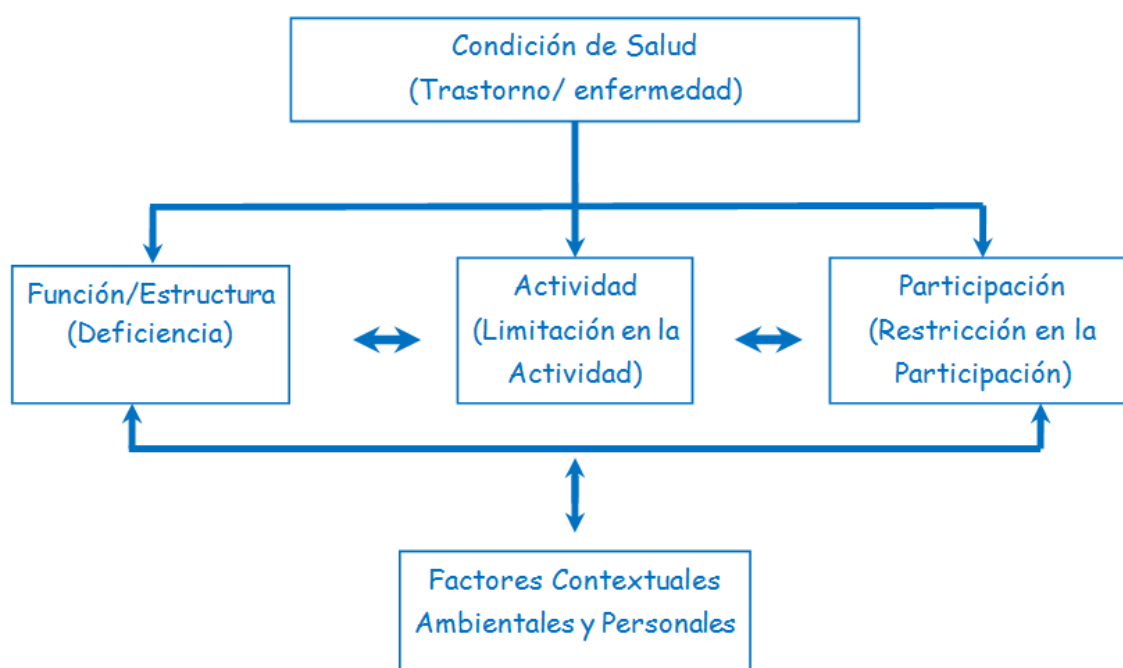 Condición de Salud
(Trastorno/ enfermedad)
Función/Estructura
(Deficiencia)
Actividad
(Limitación en la
Actividad)
Participación
(Restricción en la
Participación)
Factores Contextuales
Ambientales y Personales